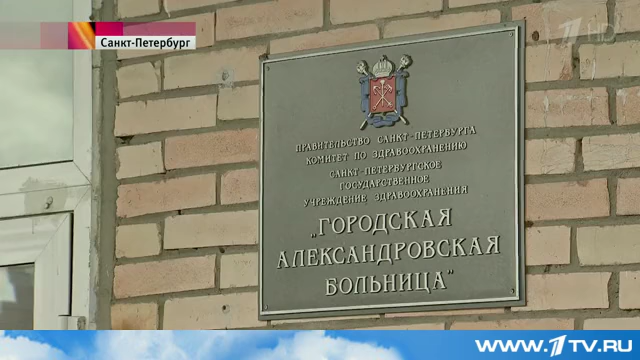 Санкт-Петербург
1 HD
ПРАВИТЕЛЬСТВО САНКТ-ПЕТЕРБУРГА
КОМИТЕТ ПО ЗДРАВООХРАНЕНИЮ
САНКТ-ПЕТЕРБУРГСКОЕ
ГОСУДАРСТВЕННОЕ
УЧРЕЖДЕНИЕ ЗДРАВООХРАНЕНИЯ
„ГОРОДСКАЯ
АЛЕКСАНДРОВСКАЯ
БОЛЬНИЦА"
WWW.1TV.RU